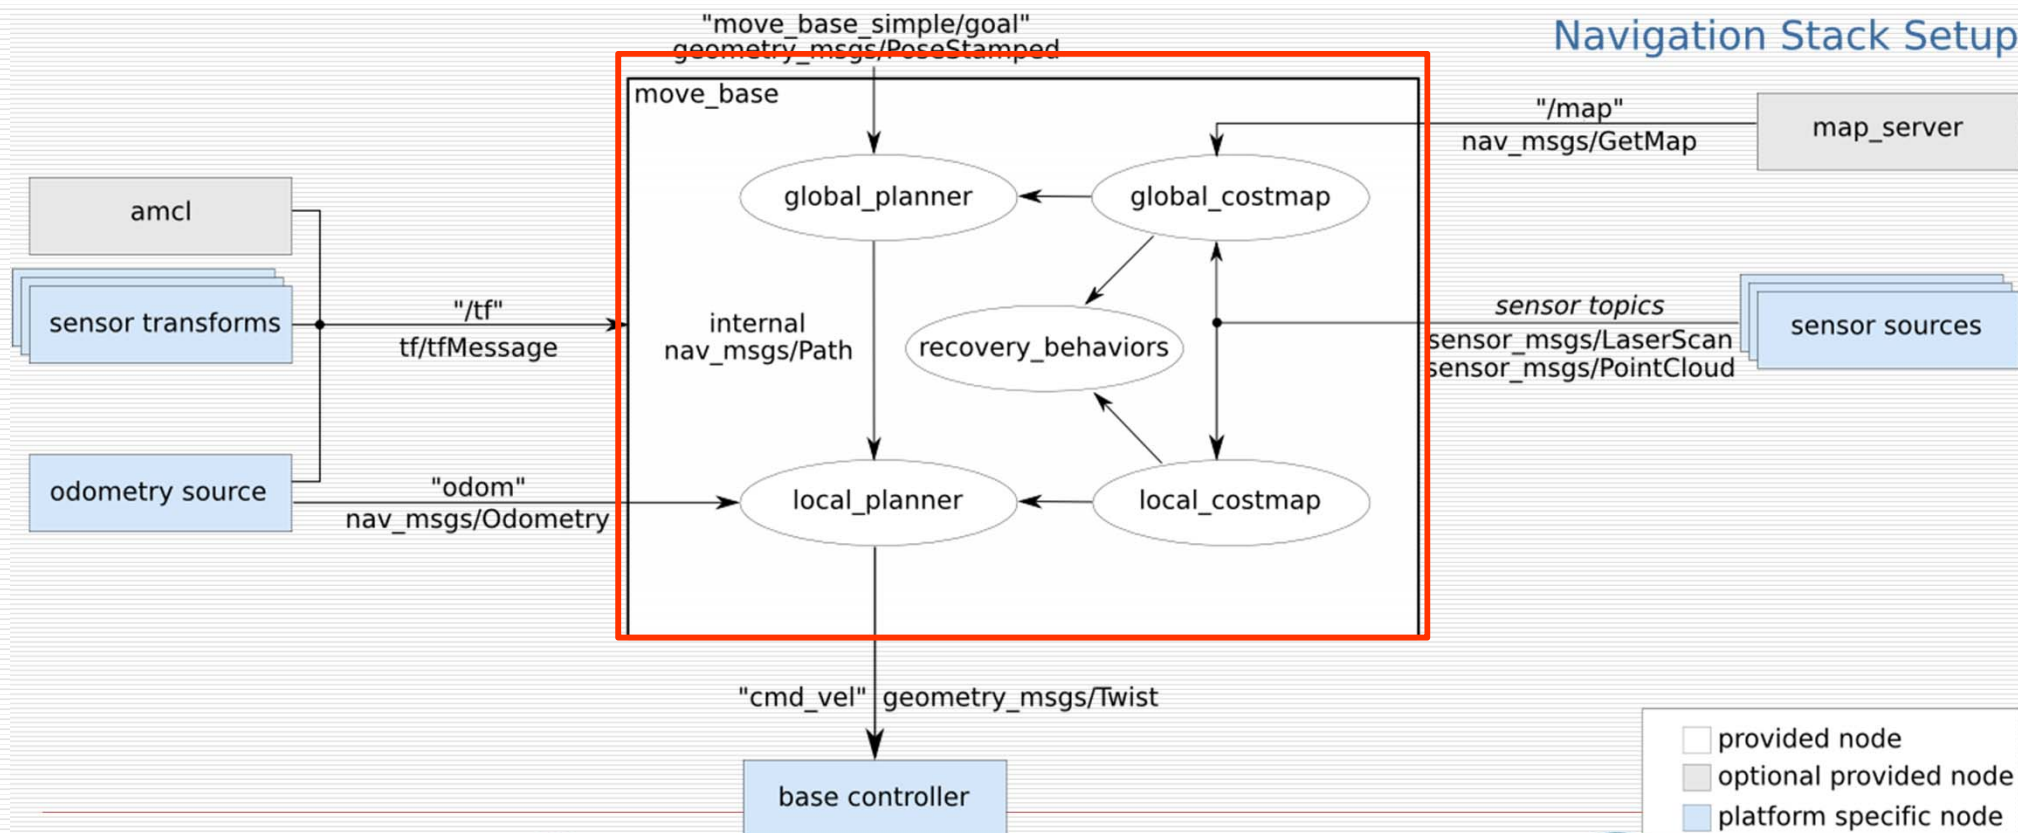 "move_base_simple/goal"
geometry_msgs/PoseStamped
Navigation Stack Setup
move_base
"/map"
nav_msgs/GetMap
map_server
global_planner
global_costmap
amcl
sensor transforms
"/tf"
tf/tfMessage
internal
nav_msgs/Path
recovery_behaviors
sensor topics
sensor_msgs/LaserScan
sensor_msgs/PointCloud
sensor sources
odometry source
"odom"
nav_msgs/Odometry
local_planner
local_costmap
"cmd_vel" geometry_msgs/Twist
base controller
provided node
optional provided node
platform specific node